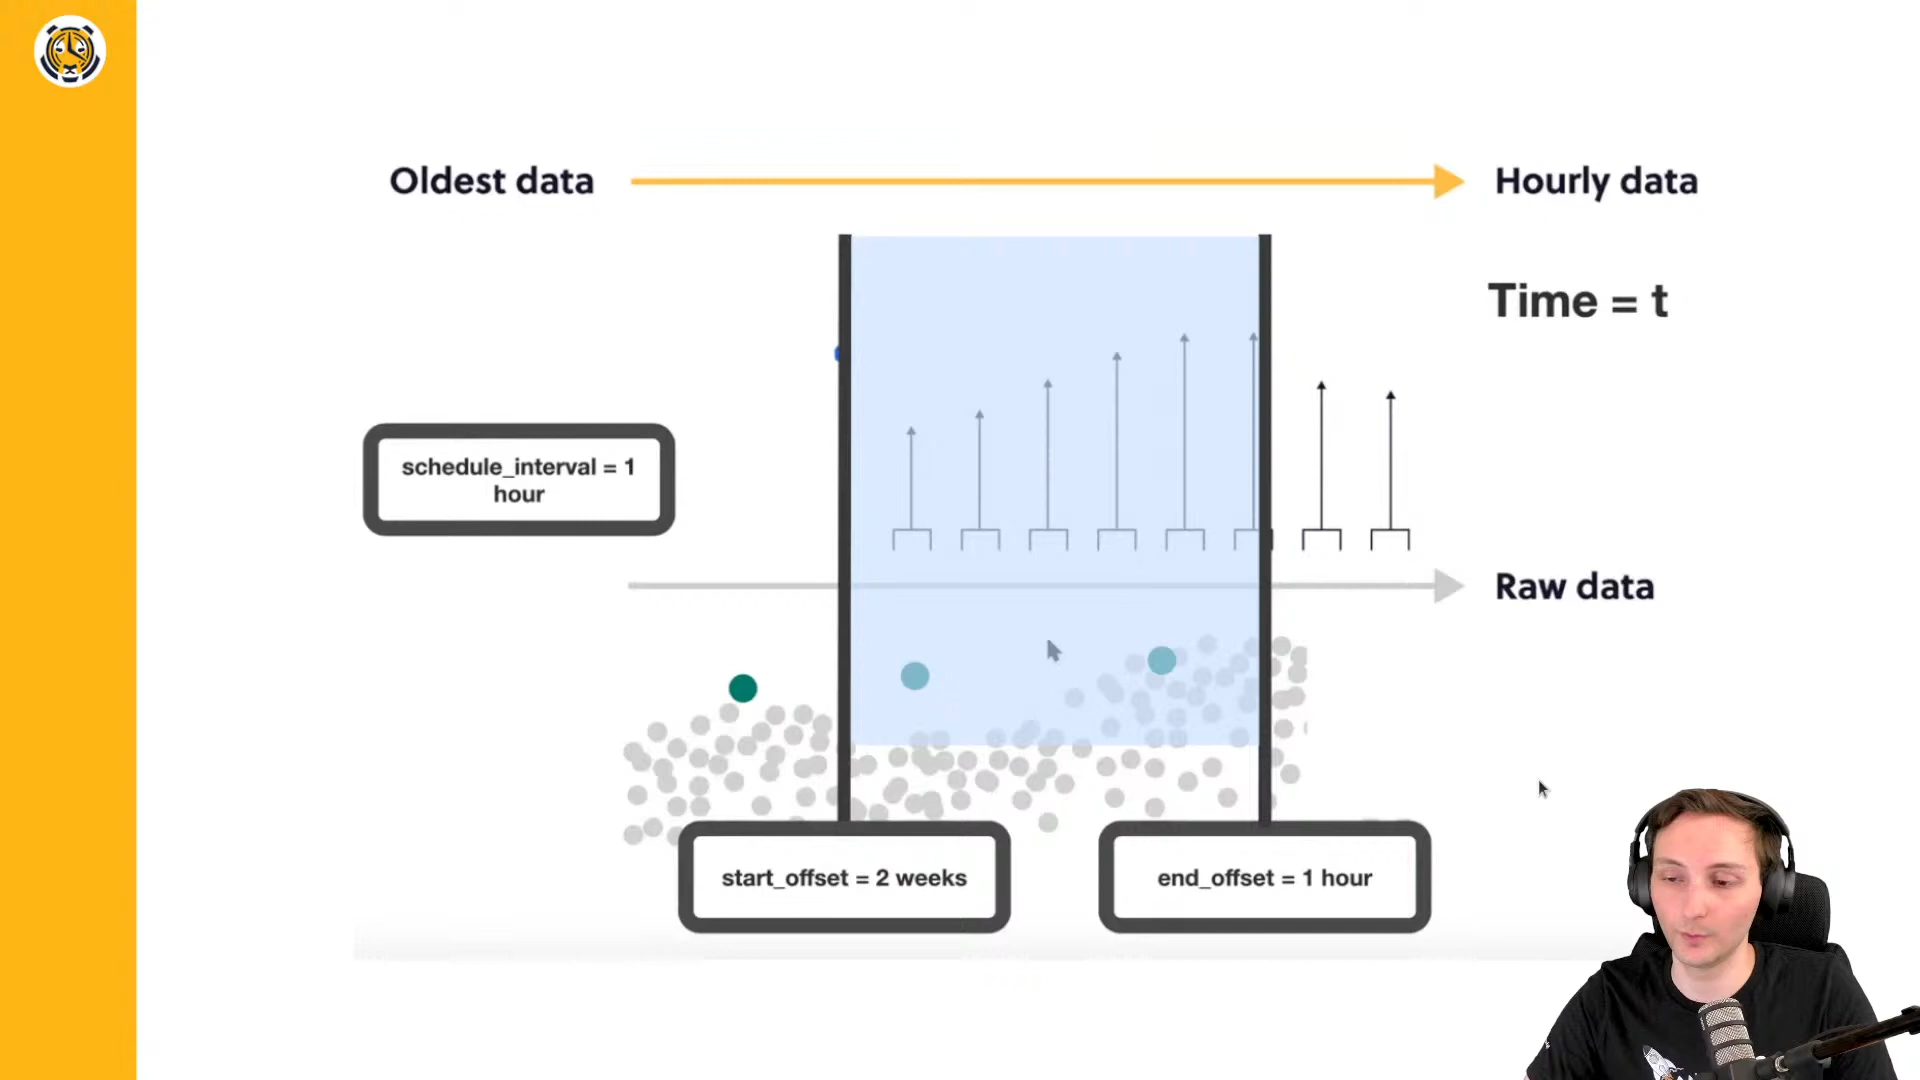 Oldest data
Hourly data
Time = t
schedule_interval = 1
hour
Raw data
start_offset = 2 weeks
end_offset = 1 hour